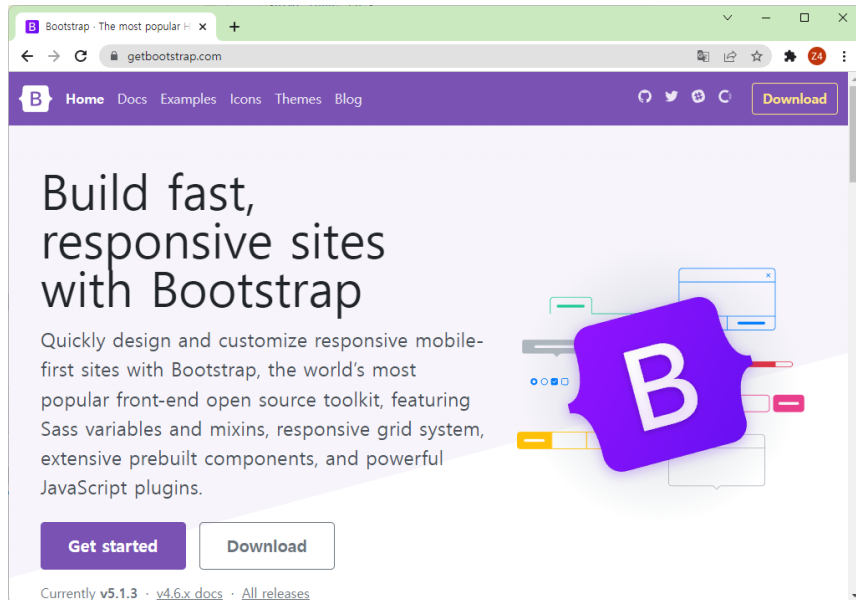 Bootstrap · The most popular H
getbootstrap.com
Z4
B Home Docs Examples Icons Themes Blog Download
Build fast,
responsive sites
with Bootstrap
Quickly design and customize responsive mobile-
first sites with Bootstrap, the world's most
popular front-end open source toolkit, featuring
Sass variables and mixins, responsive grid system,
extensive prebuilt components, and powerful
JavaScript plugins.
B
Get started Download
Currently v5.1.3 · v4.6.x docs · All releases